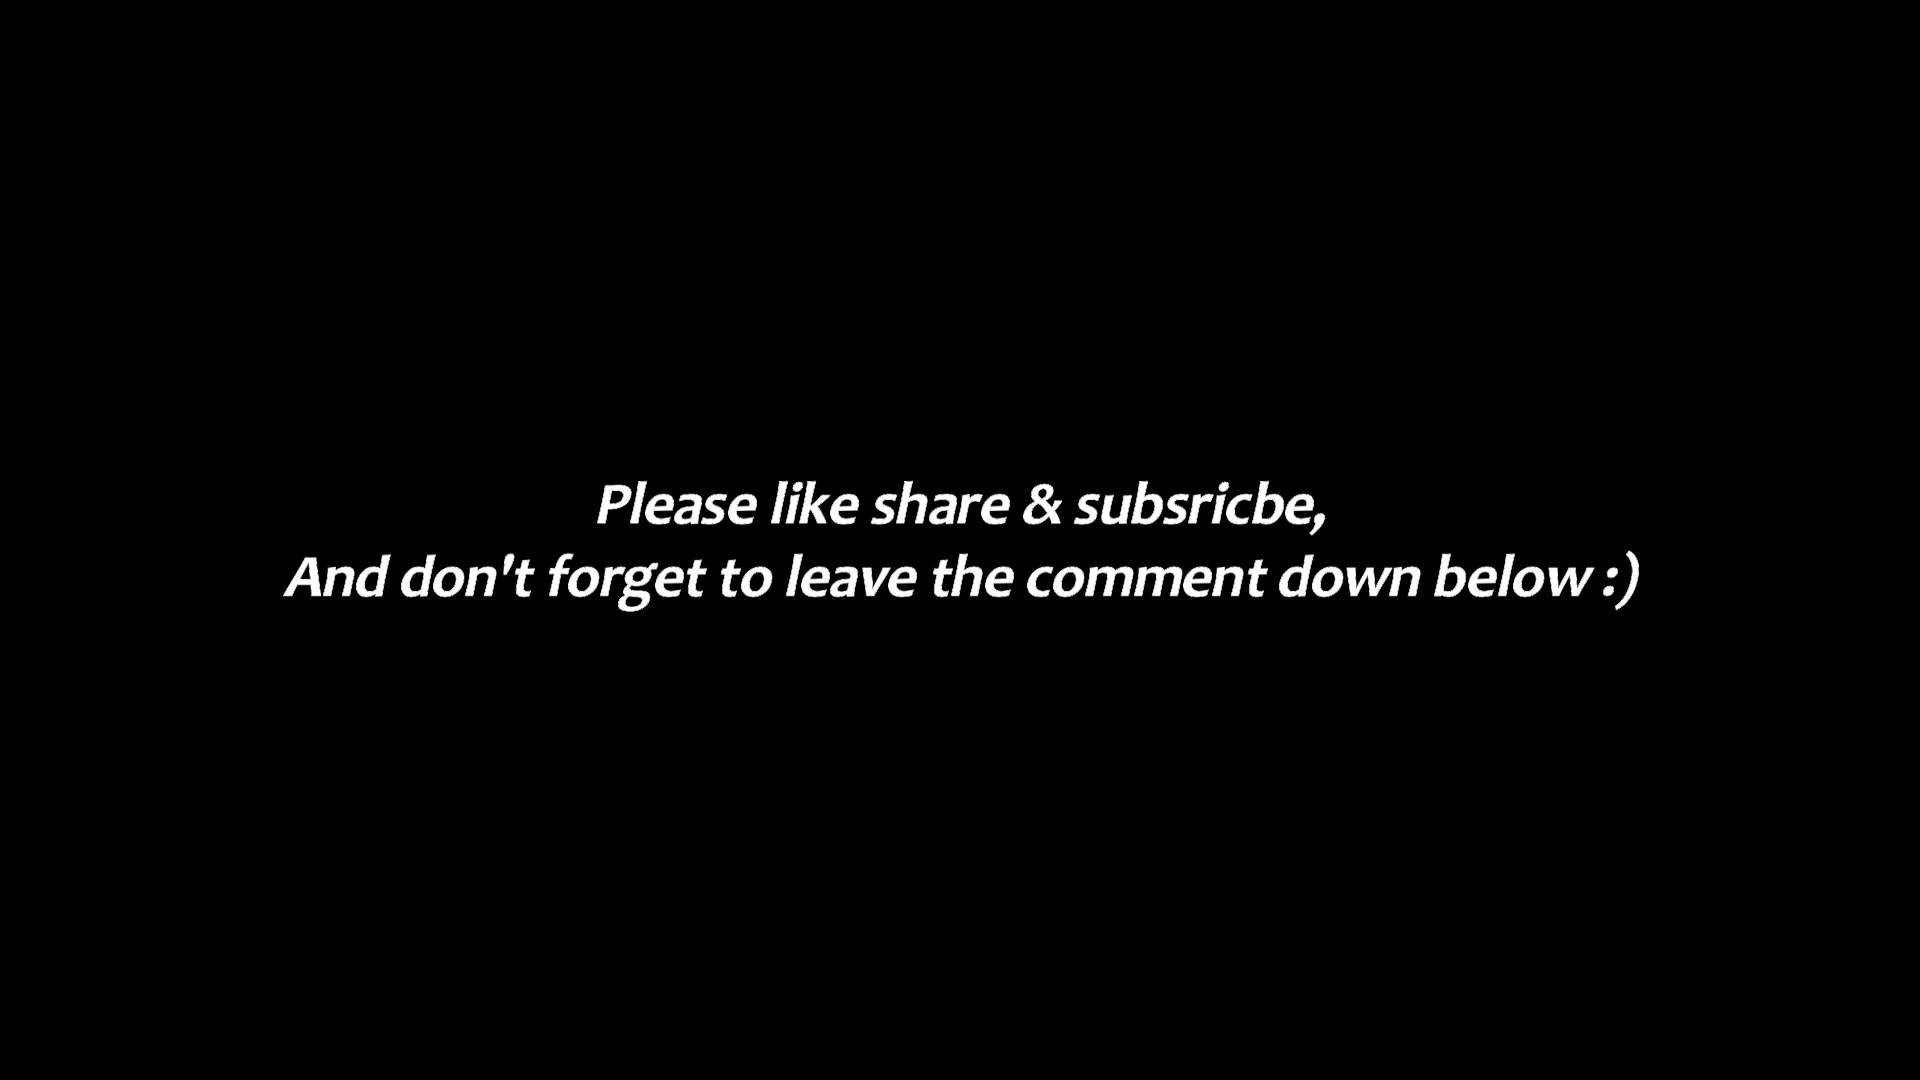 Please like share & subsricbe,
And don't forget to leave the comment down below :)